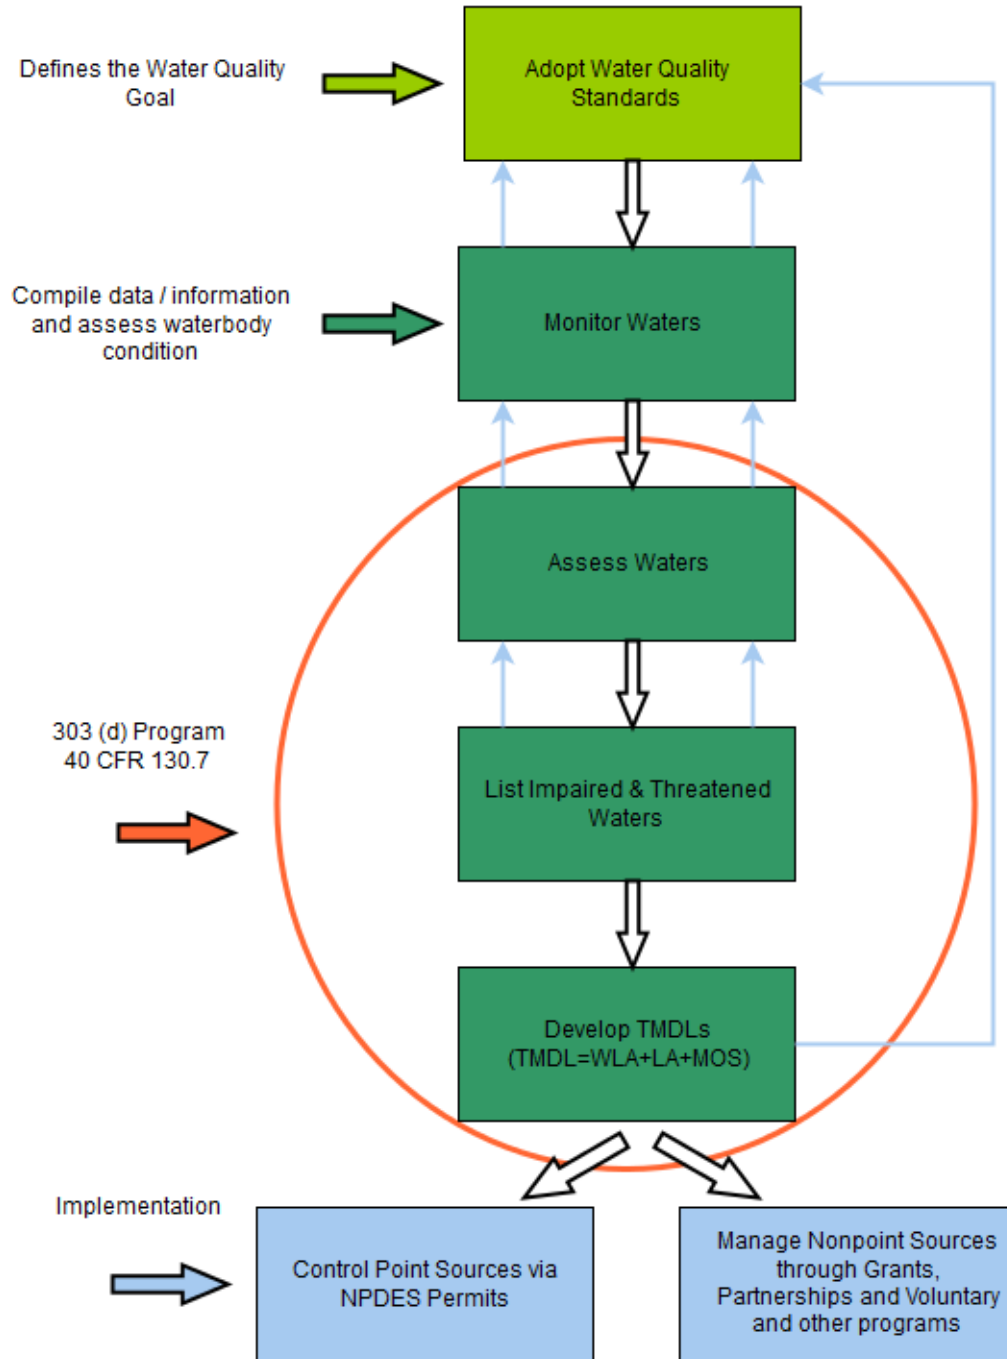 Defines the Water Quality
Goal
Adopt Water Quality
Standards
Compile data / information
and assess waterbody
condition
Monitor Waters
Assess Waters
303 (d) Program
40 CFR 130.7
List Impaired & Threatened
Waters
Develop TMDLs
(TMDL=WLA+LA+MOS)
Implementation
Control Point Sources via
NPDES Permits
Manage Nonpoint Sources
through Grants,
Partnerships and Voluntary
and other programs